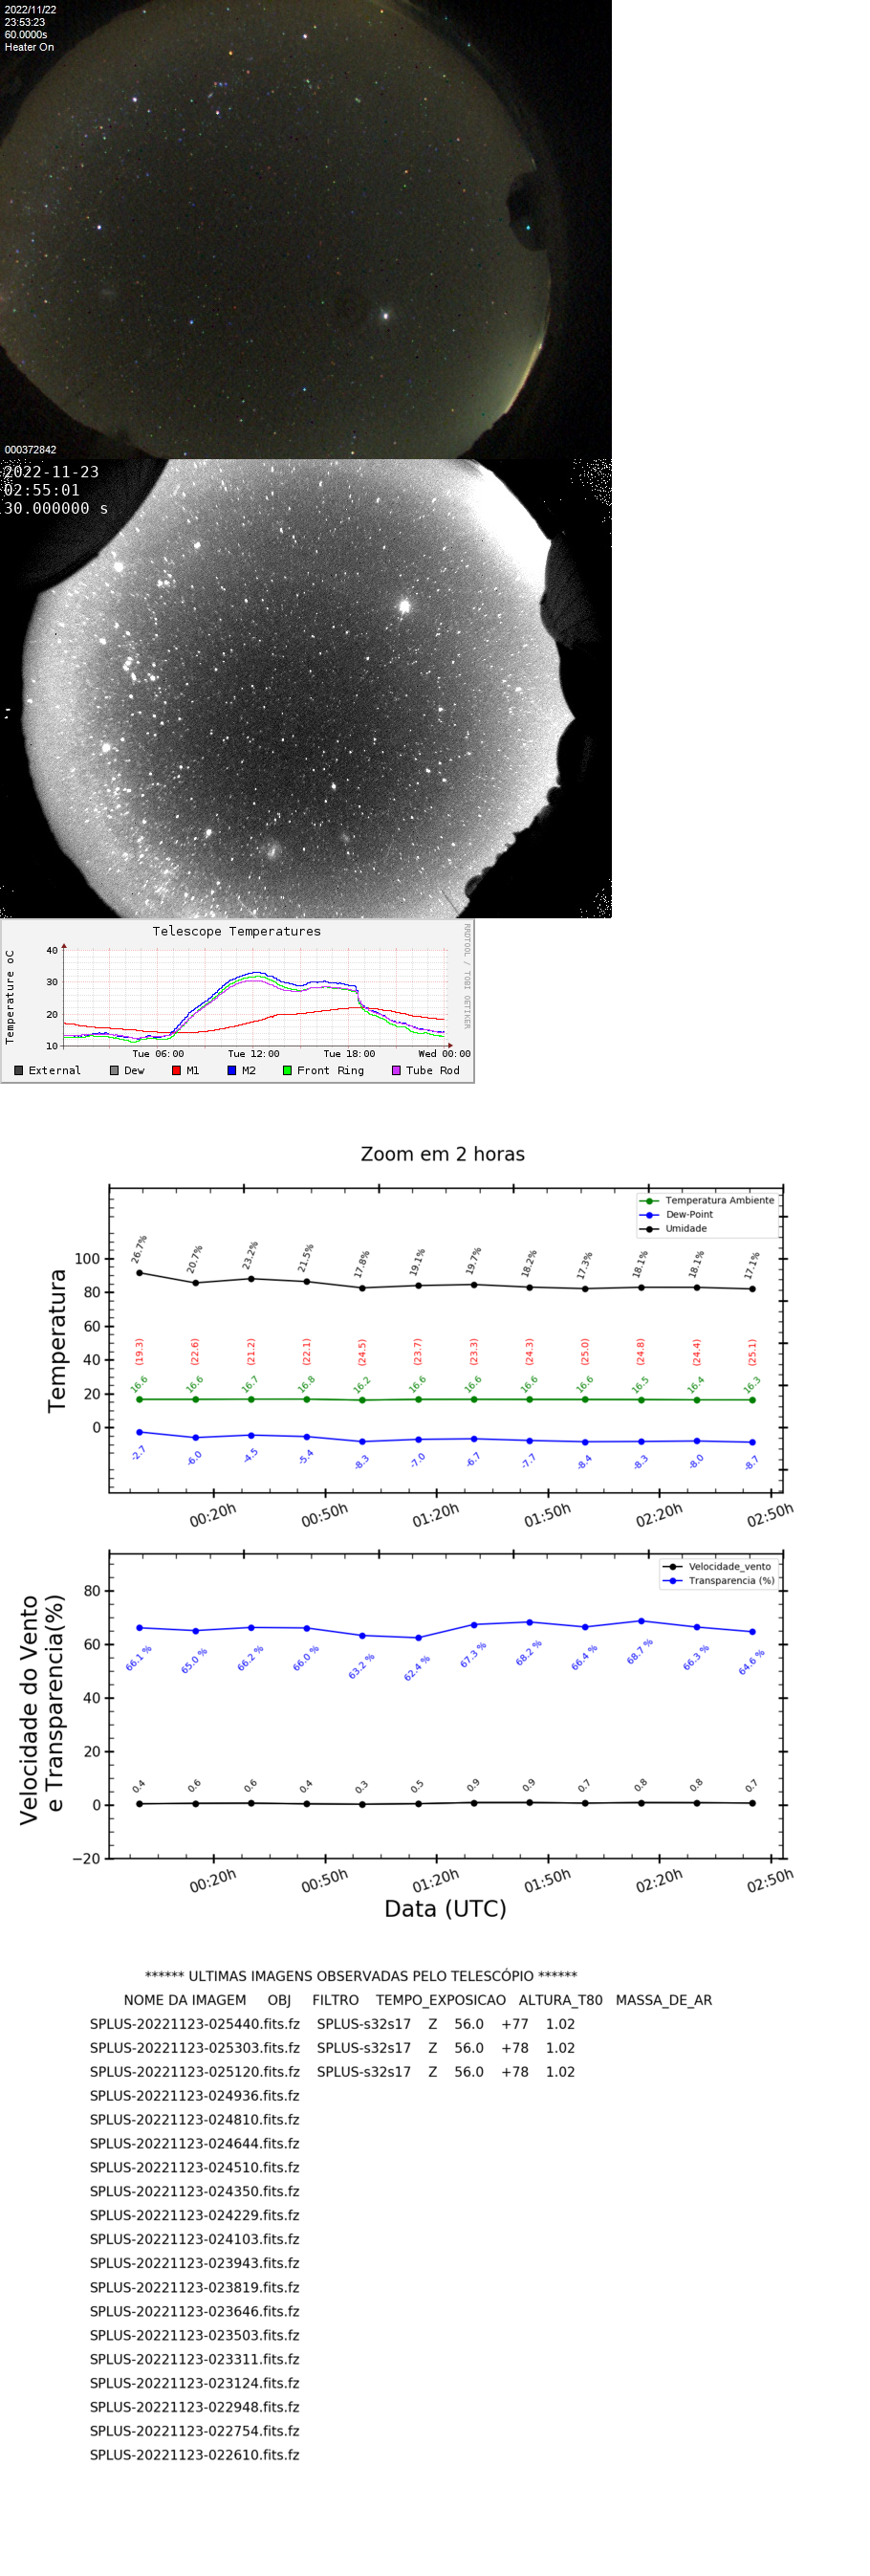 2022/11/22
23:53:23
60.0000s
Heater On
000372842
2022-11-23
02:55:01
30.000000 s
Telescope Temperatures
RRDTOOL / TOBI OETIKER
Temperature oC
40
30
20
10
Tue 06:00 Tue 12:00 Tue 18:00 Wed 00:00
External Dew M1 M2 Front Ring Tube Rod
Zoom em 2 horas
Temperatura Ambiente
Dew-Point
Umidade
Temperatura
100
80
60
40
20
0
26.7% 20.7% 23.2% 21.5% 17.8% 19.1% 19.7% 18.2% 17.3% 18.1% 18.1% 17.1%
(19.3) (22.6) (21.2) (22.1) (24.5) (23.7) (23.3) (24.3) (25.0) (24.8) (24.4) (25.1)
16.6 16.6 16.7 16.8 16.2 16.6 16.6 16.6 16.6 16.5 16.4 16.3
-2.7 -6.0 -4.5 -5.4 -8.3 -7.0 -6.7 -7.7 -8.4 -8.3 -8.0 -8.7
00:20h 00:50h 01:20h 01:50h 02:20h 02:50h
Velocidade_vento
Transparencia (%)
Velocidade do Vento
e Transparencia(%)
80
60
40
20
0
−20
66.1 % 65.0 % 66.2 % 66.0 % 63.2 % 62.4 % 67.3 % 68.2 % 66.4 % 68.7 % 66.3 % 64.6 %
0.4 0.6 0.6 0.4 0.3 0.5 0.9 0.9 0.7 0.8 0.8 0.7
00:20h 00:50h 01:20h 01:50h 02:20h 02:50h
Data (UTC)
****** ULTIMAS IMAGENS OBSERVADAS PELO TELESCÓPIO ******
NOME DA IMAGEM OBJ FILTRO TEMPO_EXPOSICAO ALTURA_T80 MASSA_DE_AR
SPLUS-20221123-025440.fits.fz SPLUS-s32s17 Z 56.0 +77 1.02
SPLUS-20221123-025303.fits.fz SPLUS-s32s17 Z 56.0 +78 1.02
SPLUS-20221123-025120.fits.fz SPLUS-s32s17 Z 56.0 +78 1.02
SPLUS-20221123-024936.fits.fz
SPLUS-20221123-024810.fits.fz
SPLUS-20221123-024644.fits.fz
SPLUS-20221123-024510.fits.fz
SPLUS-20221123-024350.fits.fz
SPLUS-20221123-024229.fits.fz
SPLUS-20221123-024103.fits.fz
SPLUS-20221123-023943.fits.fz
SPLUS-20221123-023819.fits.fz
SPLUS-20221123-023646.fits.fz
SPLUS-20221123-023503.fits.fz
SPLUS-20221123-023311.fits.fz
SPLUS-20221123-023124.fits.fz
SPLUS-20221123-022948.fits.fz
SPLUS-20221123-022754.fits.fz
SPLUS-20221123-022610.fits.fz